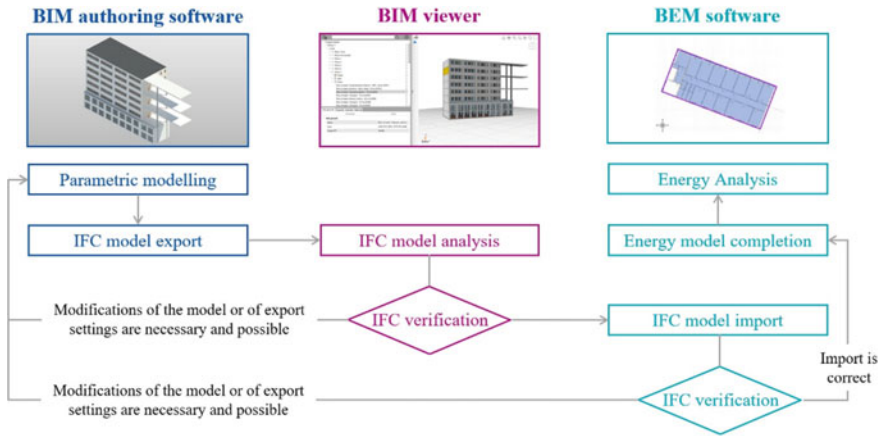 BIM authoring software
BIM viewer
BEM software
Parametric modelling
Energy Analysis
IFC model export
IFC model analysis
Energy model completion
Modifications of the model or of export
settings are necessary and possible
IFC verification
IFC model import
Import is
correct
Modifications of the model or of export
settings are necessary and possible
IFC verification